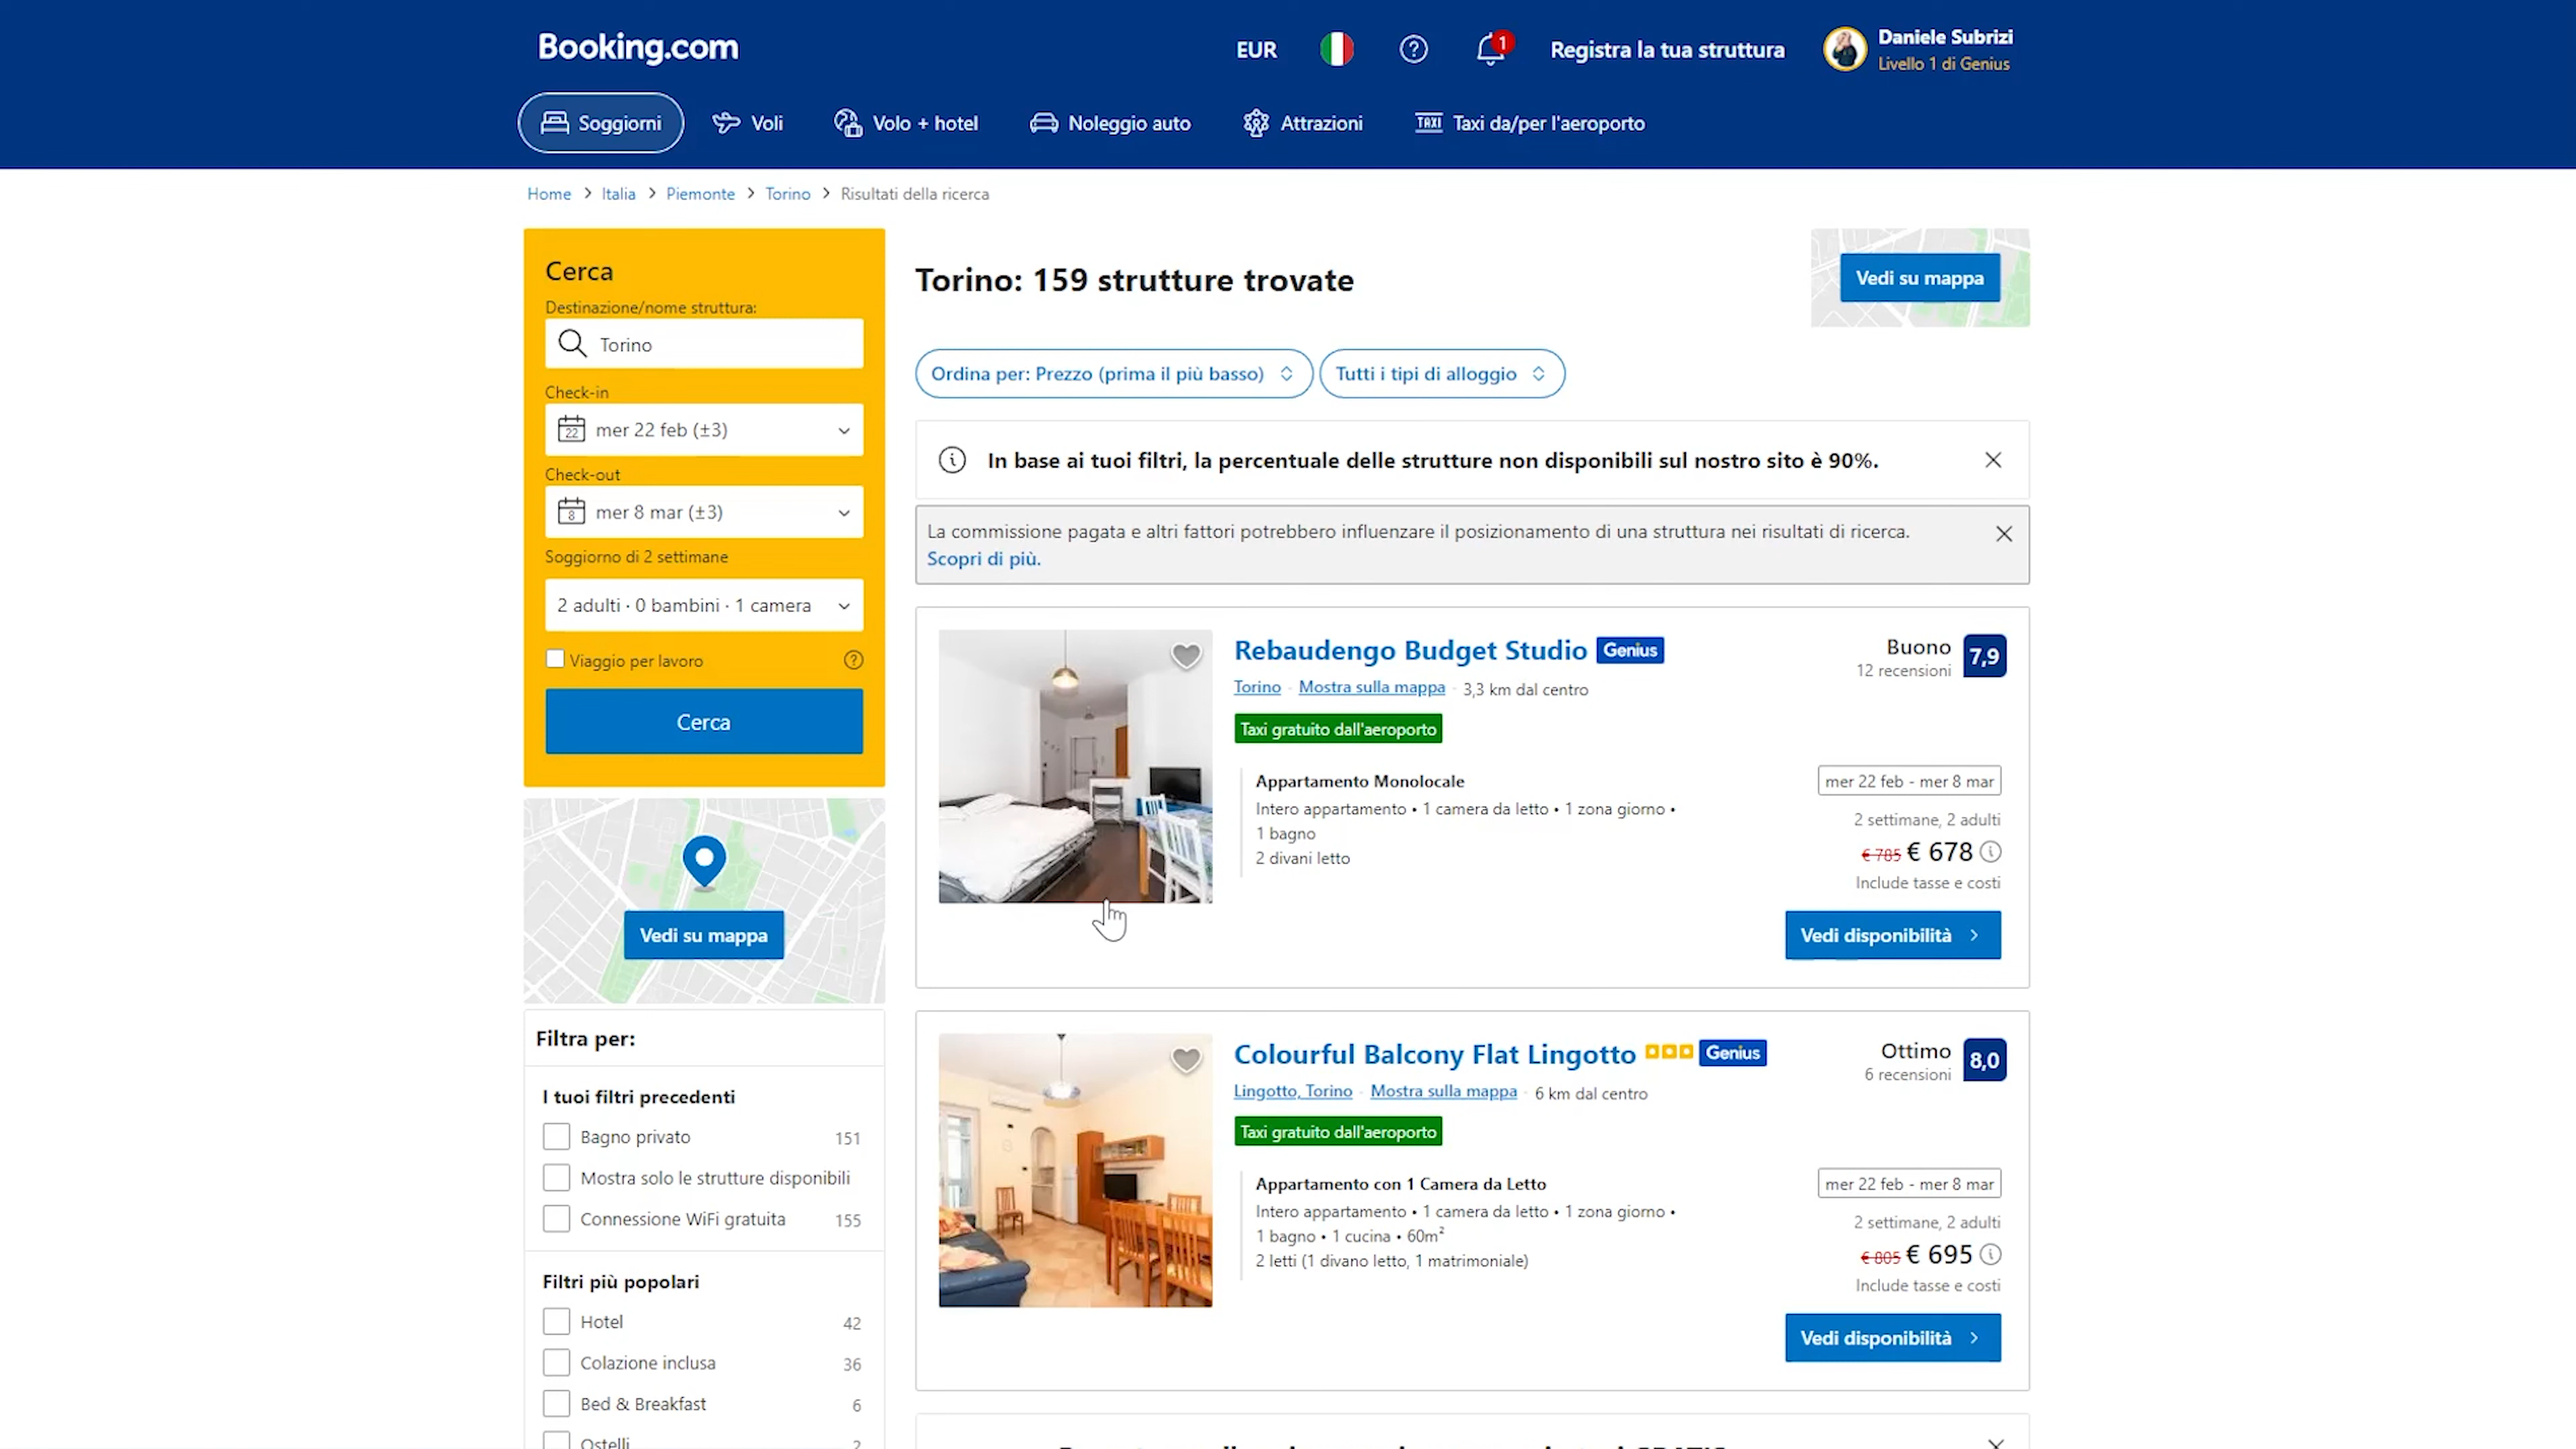 Booking.com
EUR
1
Registra la tua struttura
Daniele Subrizi
Livello 1 di Genius
Soggiorni
Voli
Volo + hotel
Noleggio auto
Attrazioni
TAXI
Taxi da/per l'aeroporto
Home > Italia > Piemonte > Torino > Risultati della ricerca
Cerca
Destinazione/nome struttura:
Torino
Check-in
22
mer 22 feb (±3)
Check-out
8
mer 8 mar (±3)
Soggiorno di 2 settimane
2 adulti · 0 bambini · 1 camera
Viaggio per lavoro
Cerca
Vedi su mappa
Filtra per:
I tuoi filtri precedenti
Bagno privato 151
Mostra solo le strutture disponibili
Connessione WiFi gratuita 155
Filtri più popolari
Hotel 42
Colazione inclusa 36
Bed & Breakfast 6
Ostelli 2
Torino: 159 strutture trovate
Vedi su mappa
Ordina per: Prezzo (prima il più basso)
Tutti i tipi di alloggio
In base ai tuoi filtri, la percentuale delle strutture non disponibili sul nostro sito è 90%.
La commissione pagata e altri fattori potrebbero influenzare il posizionamento di una struttura nei risultati di ricerca.
Scopri di più.
Rebaudengo Budget Studio Genius
Torino · Mostra sulla mappa · 3,3 km dal centro
Taxi gratuito dall'aeroporto
Buono
12 recensioni
7,9
Appartamento Monolocale
Intero appartamento • 1 camera da letto • 1 zona giorno •
1 bagno
2 divani letto
mer 22 feb - mer 8 mar
2 settimane, 2 adulti
€ 785 € 678
Include tasse e costi
Vedi disponibilità
Colourful Balcony Flat Lingotto Genius
Lingotto, Torino · Mostra sulla mappa · 6 km dal centro
Taxi gratuito dall'aeroporto
Ottimo
6 recensioni
8,0
Appartamento con 1 Camera da Letto
Intero appartamento • 1 camera da letto • 1 zona giorno •
1 bagno • 1 cucina • 60m²
2 letti (1 divano letto, 1 matrimoniale)
mer 22 feb - mer 8 mar
2 settimane, 2 adulti
€ 805 € 695
Include tasse e costi
Vedi disponibilità